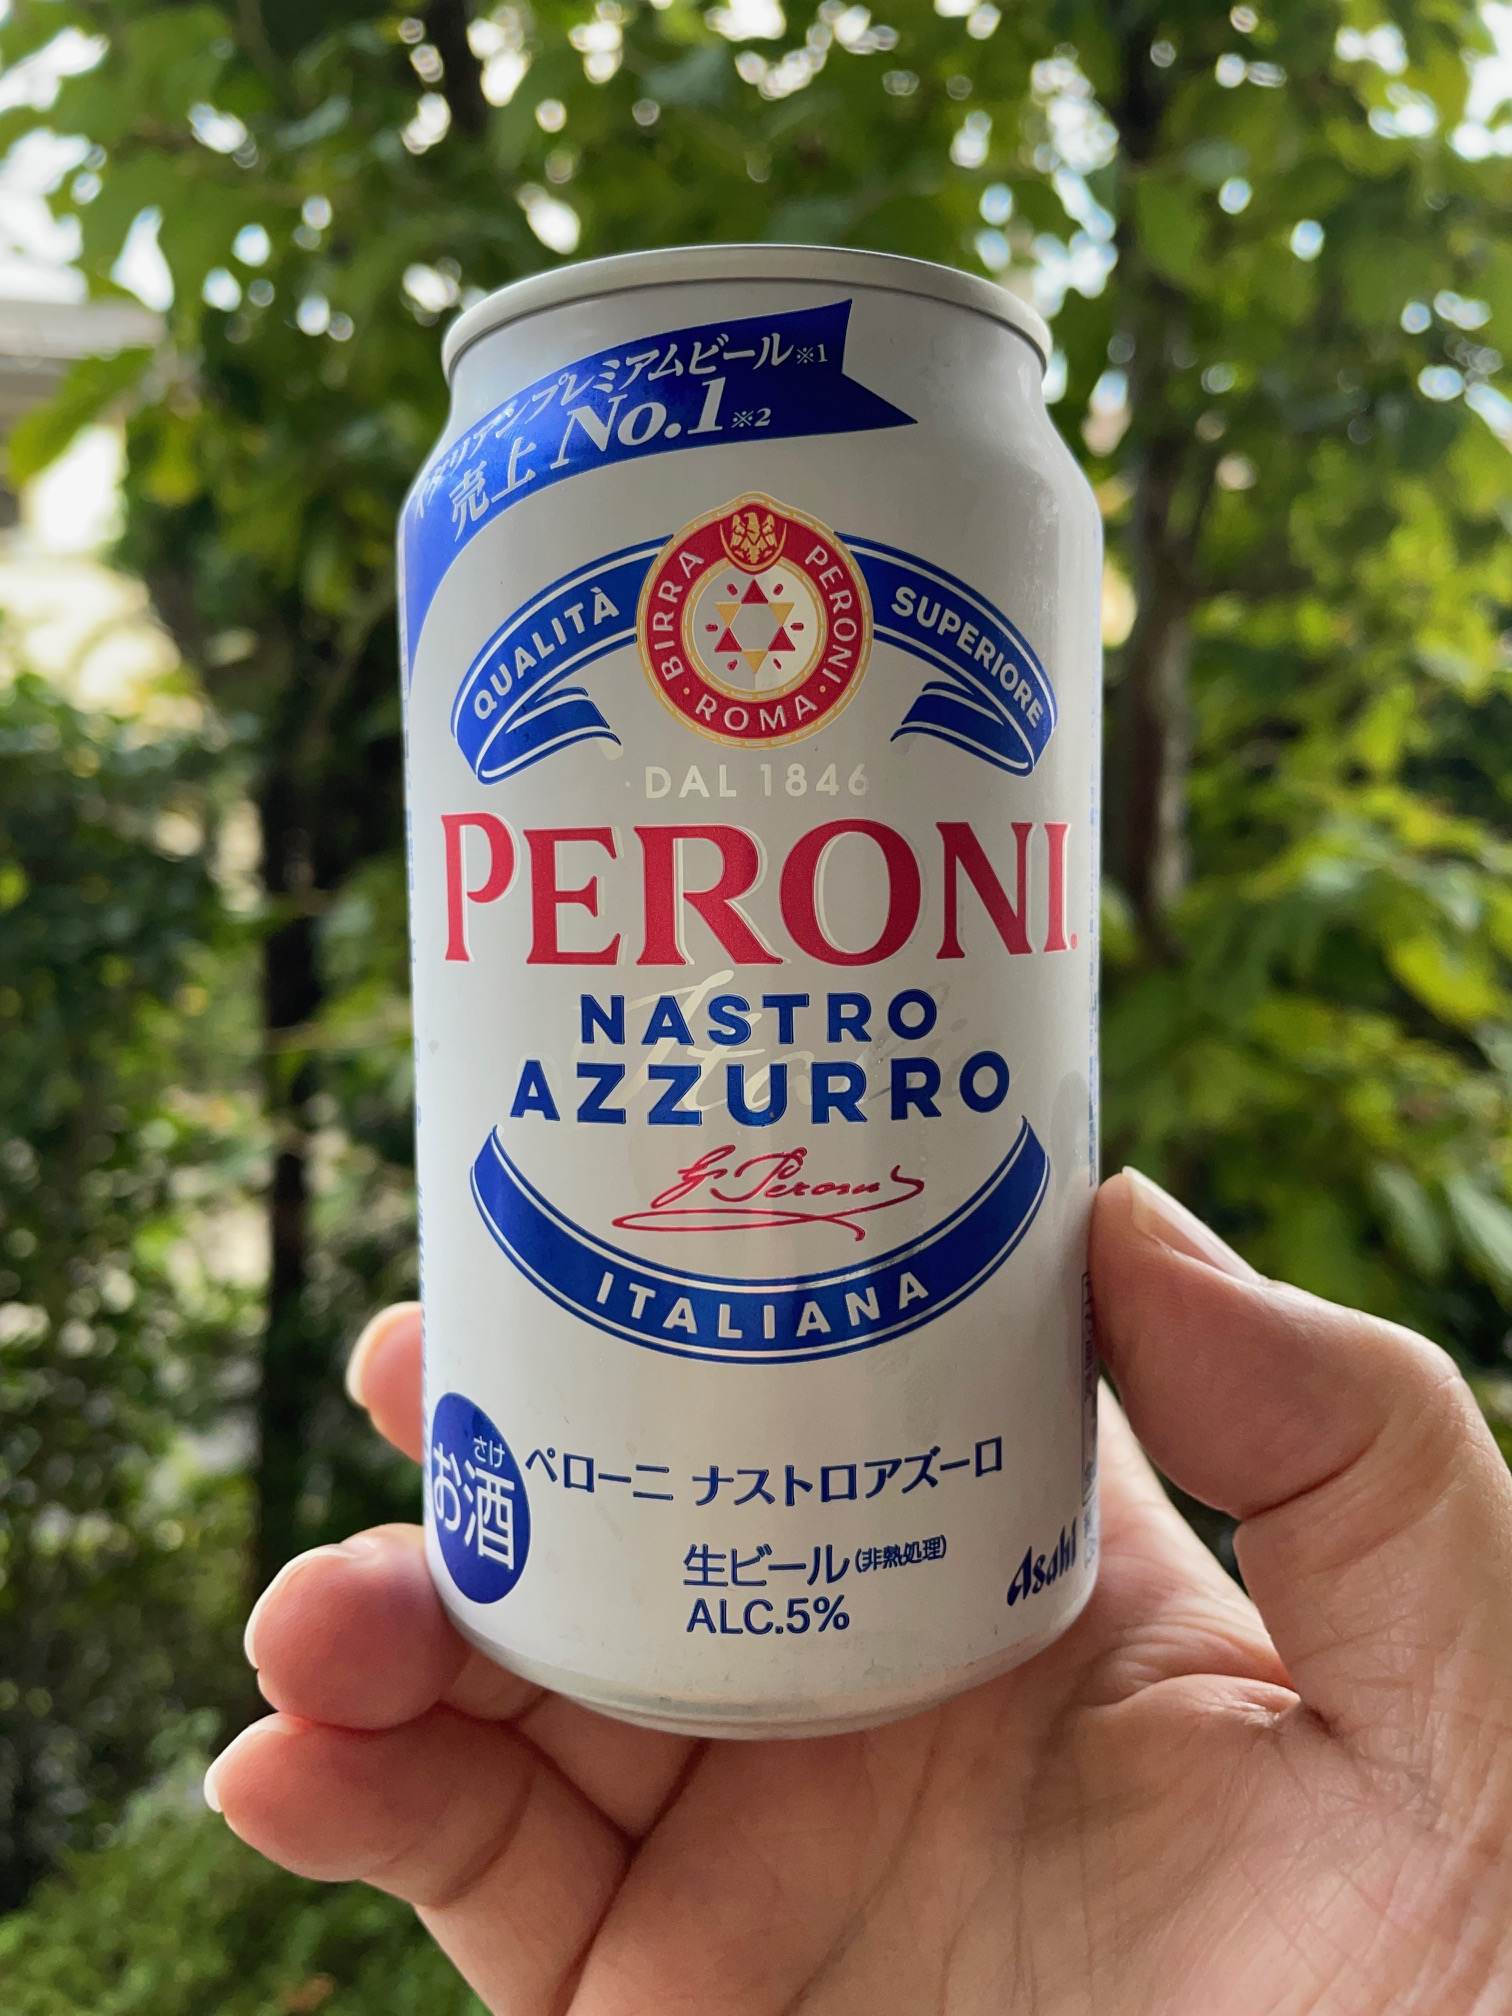 イタリアンプレミアムビール※1
売上 No.1※2
QUALITÀ
BIRRA PERONI
ROMA
SUPERIORE
DAL 1846
PERONI
NASTRO
AZZURRO
G. Peroni
ITALIANA
さけ
お酒
ペローニ ナストロアズーロ
生ビール(非熱処理)
ALC.5%
Asahi